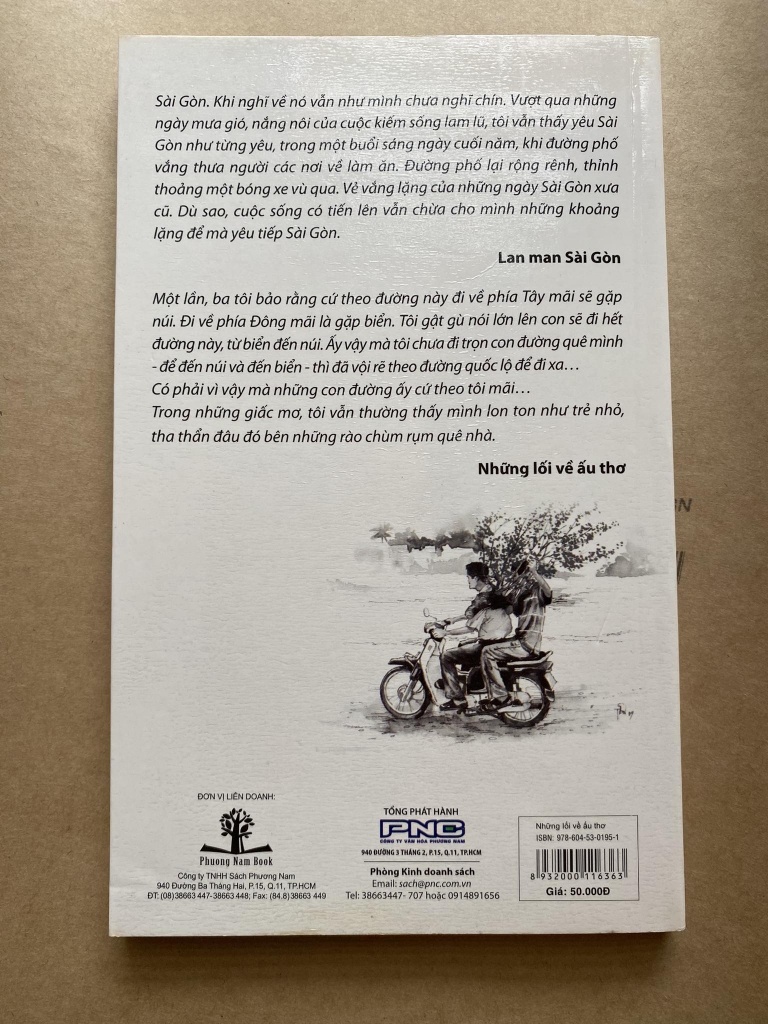 Sài Gòn. Khi nghĩ về nó vẫn như mình chưa nghĩ chín. Vượt qua những
ngày mưa gió, nắng nôi của cuộc kiếm sống lam lũ, tôi vẫn thấy yêu Sài
Gòn như từng yêu, trong một buổi sáng ngày cuối năm, khi đường phố
vắng thưa người các nơi về làm ăn. Đường phố lại rộng rênh, thỉnh
thoảng một bóng xe vù qua. Vẻ vắng lặng của những ngày Sài Gòn xưa
cũ. Dù sao, cuộc sống có tiến lên vẫn chừa cho mình những khoảng
lặng để mà yêu tiếp Sài Gòn.
Lan man Sài Gòn
Một lần, ba tôi bảo rằng cứ theo đường này đi về phía Tây mãi sẽ gặp
núi. Đi về phía Đông mãi là gặp biển. Tôi gật gù nói lớn lên con sẽ đi hết
đường này, từ biển đến núi. Ấy vậy mà tôi chưa đi trọn con đường quê mình
- để đến núi và đến biển - thì đã vội rẽ theo đường quốc lộ để đi xa…
Có phải vì vậy mà những con đường ấy cứ theo tôi mãi…
Trong những giấc mơ, tôi vẫn thường thấy mình lon ton như trẻ nhỏ,
tha thẩn đâu đó bên những rào chùm rụm quê nhà.
Những lối về ấu thơ
ĐƠN VỊ LIÊN DOANH:
Phuong Nam Book
Công ty TNHH Sách Phương Nam
940 Đường Ba Tháng Hai, P.15, Q.11, TP.HCM
ĐT: (08)38663 447-38663 448; Fax: (84,8)38663 449
TỔNG PHÁT HÀNH
PNC
CÔNG TY VĂN HÓA PHƯƠNG NAM
940 ĐƯỜNG 3 THÁNG 2, P.15, Q.11, TP.HCM
Phòng Kinh doanh sách
Email: sach@pnc.com.vn
Tel: 38663447- 707 hoặc 0914891656
Những lối về ấu thơ
ISBN: 978-604-53-0195-1
8 932000 116363
Giá: 50.000Đ